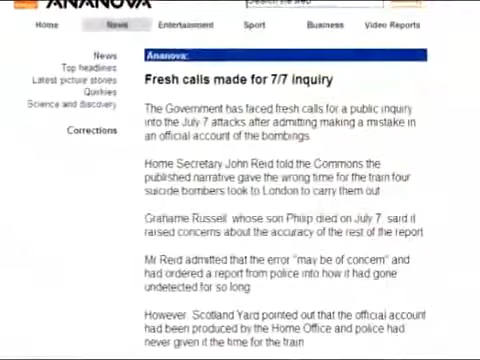 ANANOVA
Search the web
Home News Entertainment Sport Business Video Reports
News
Top headlines
Latest picture stories
Quirkies
Science and discovery
Corrections
Ananova:
Fresh calls made for 7/7 inquiry
The Government has faced fresh calls for a public inquiry
into the July 7 attacks after admitting making a mistake in
an official account of the bombings
Home Secretary John Reid told the Commons the
published narrative gave the wrong time for the train four
suicide bombers took to London to carry them out
Grahame Russell whose son Philip died on July 7 said it
raised concerns about the accuracy of the rest of the report
Mr Reid admitted that the error "may be of concern" and
had ordered a report from police into how it had gone
undetected for so long
However Scotland Yard pointed out that the official account
had been produced by the Home Office and police had
never given it the time for the train